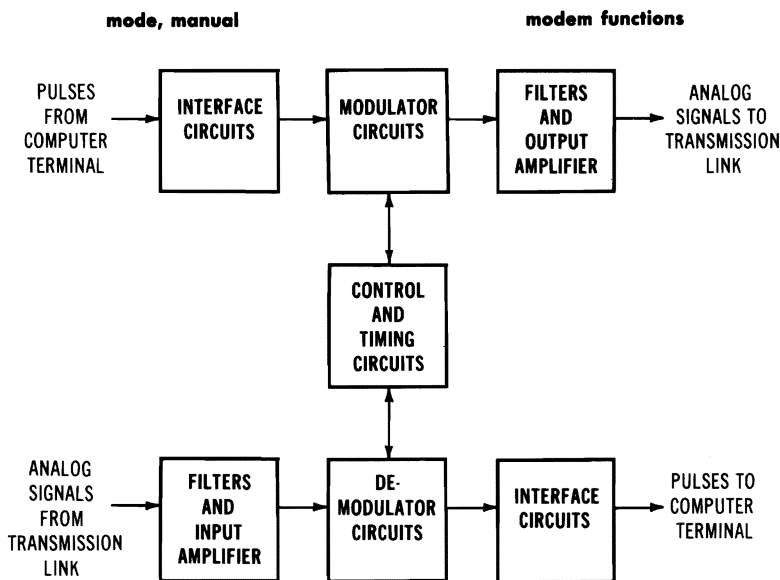 mode, manual
modem functions
PULSES
FROM
COMPUTER
TERMINAL
INTERFACE
CIRCUITS
MODULATOR
CIRCUITS
FILTERS
AND
OUTPUT
AMPLIFIER
ANALOG
SIGNALS TO
TRANSMISSION
LINK
CONTROL
AND
TIMING
CIRCUITS
ANALOG
SIGNALS
FROM
TRANSMISSION
LINK
FILTERS
AND
INPUT
AMPLIFIER
DE-
MODULATOR
CIRCUITS
INTERFACE
CIRCUITS
PULSES TO
COMPUTER
TERMINAL